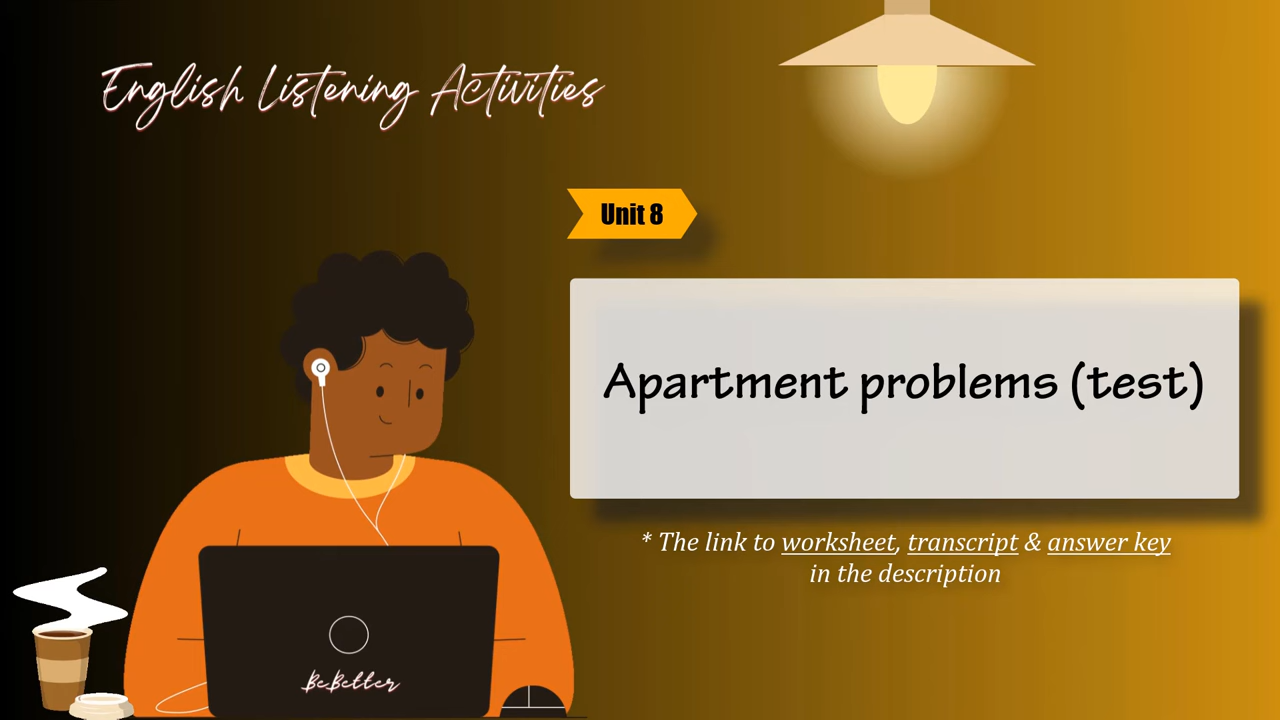 English Listening Activities
Unit 8
Apartment problems (test)
* The link to worksheet, transcript & answer key
in the description
BeBetter